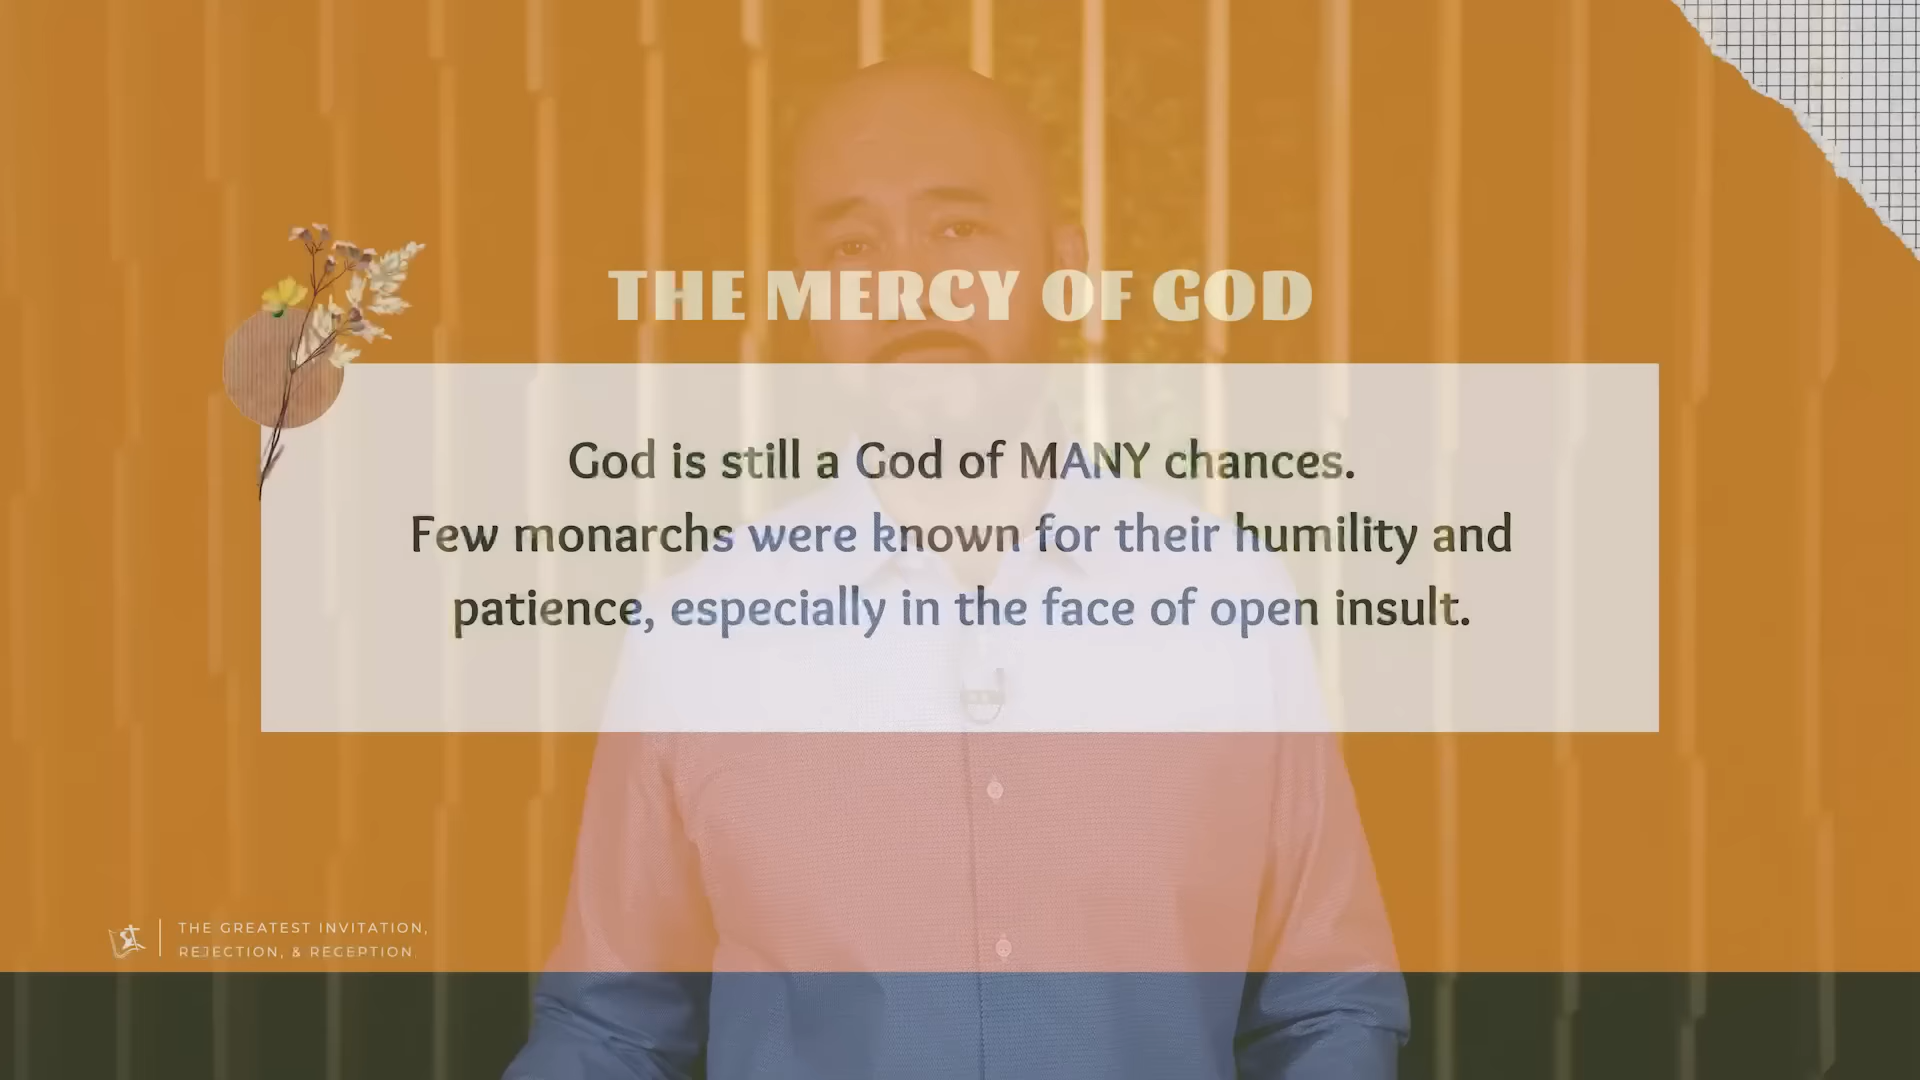 THE MERCY OF GOD
God is still a God of MANY chances.
Few monarchs were known for their humility and
patience, especially in the face of open insult.
THE GREATEST INVITATION,
REJECTION, & RECEPTION